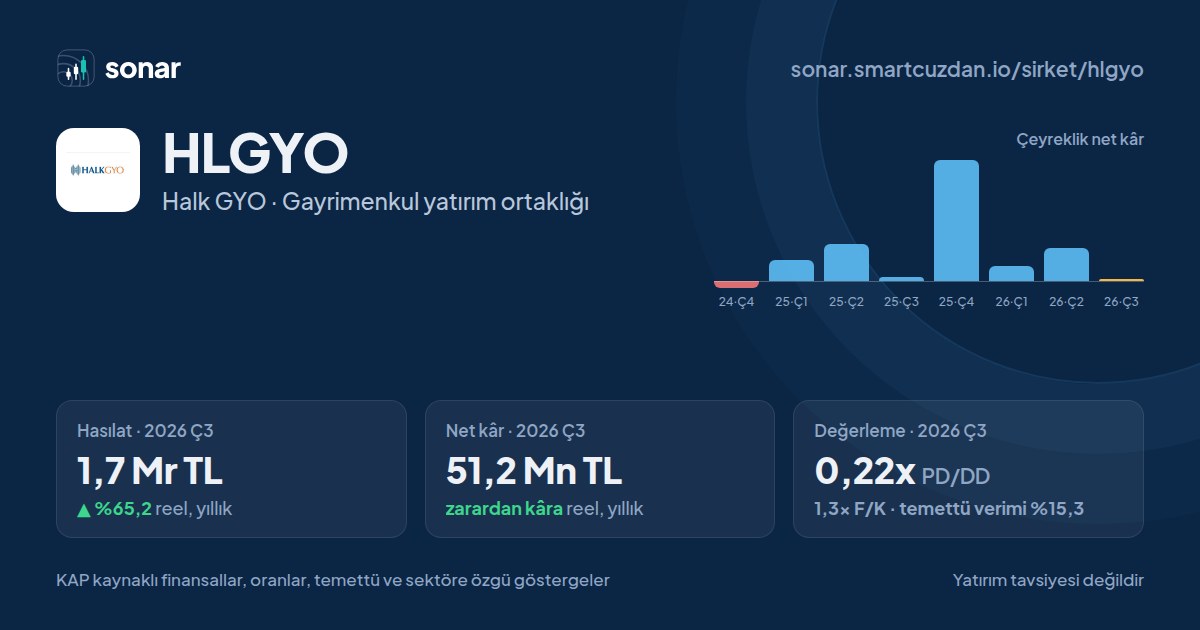 sonar
sonar.smartcuzdan.io/sirket/hlgyo
HALKGYO
HLGYO
Halk GYO · Gayrimenkul yatırım ortaklığı
Çeyreklik net kâr
24·Ç4 25·Ç1 25·Ç2 25·Ç3 25·Ç4 26·Ç1 26·Ç2 26·Ç3
Hasılat · 2026 Ç3
1,7 Mr TL
▲ %65,2 reel, yıllık
Net kâr · 2026 Ç3
51,2 Mn TL
zarardan kâra reel, yıllık
Değerleme · 2026 Ç3
0,22x PD/DD
1,3× F/K · temettü verimi %15,3
KAP kaynaklı finansallar, oranlar, temettü ve sektöre özgü göstergeler
Yatırım tavsiyesi değildir